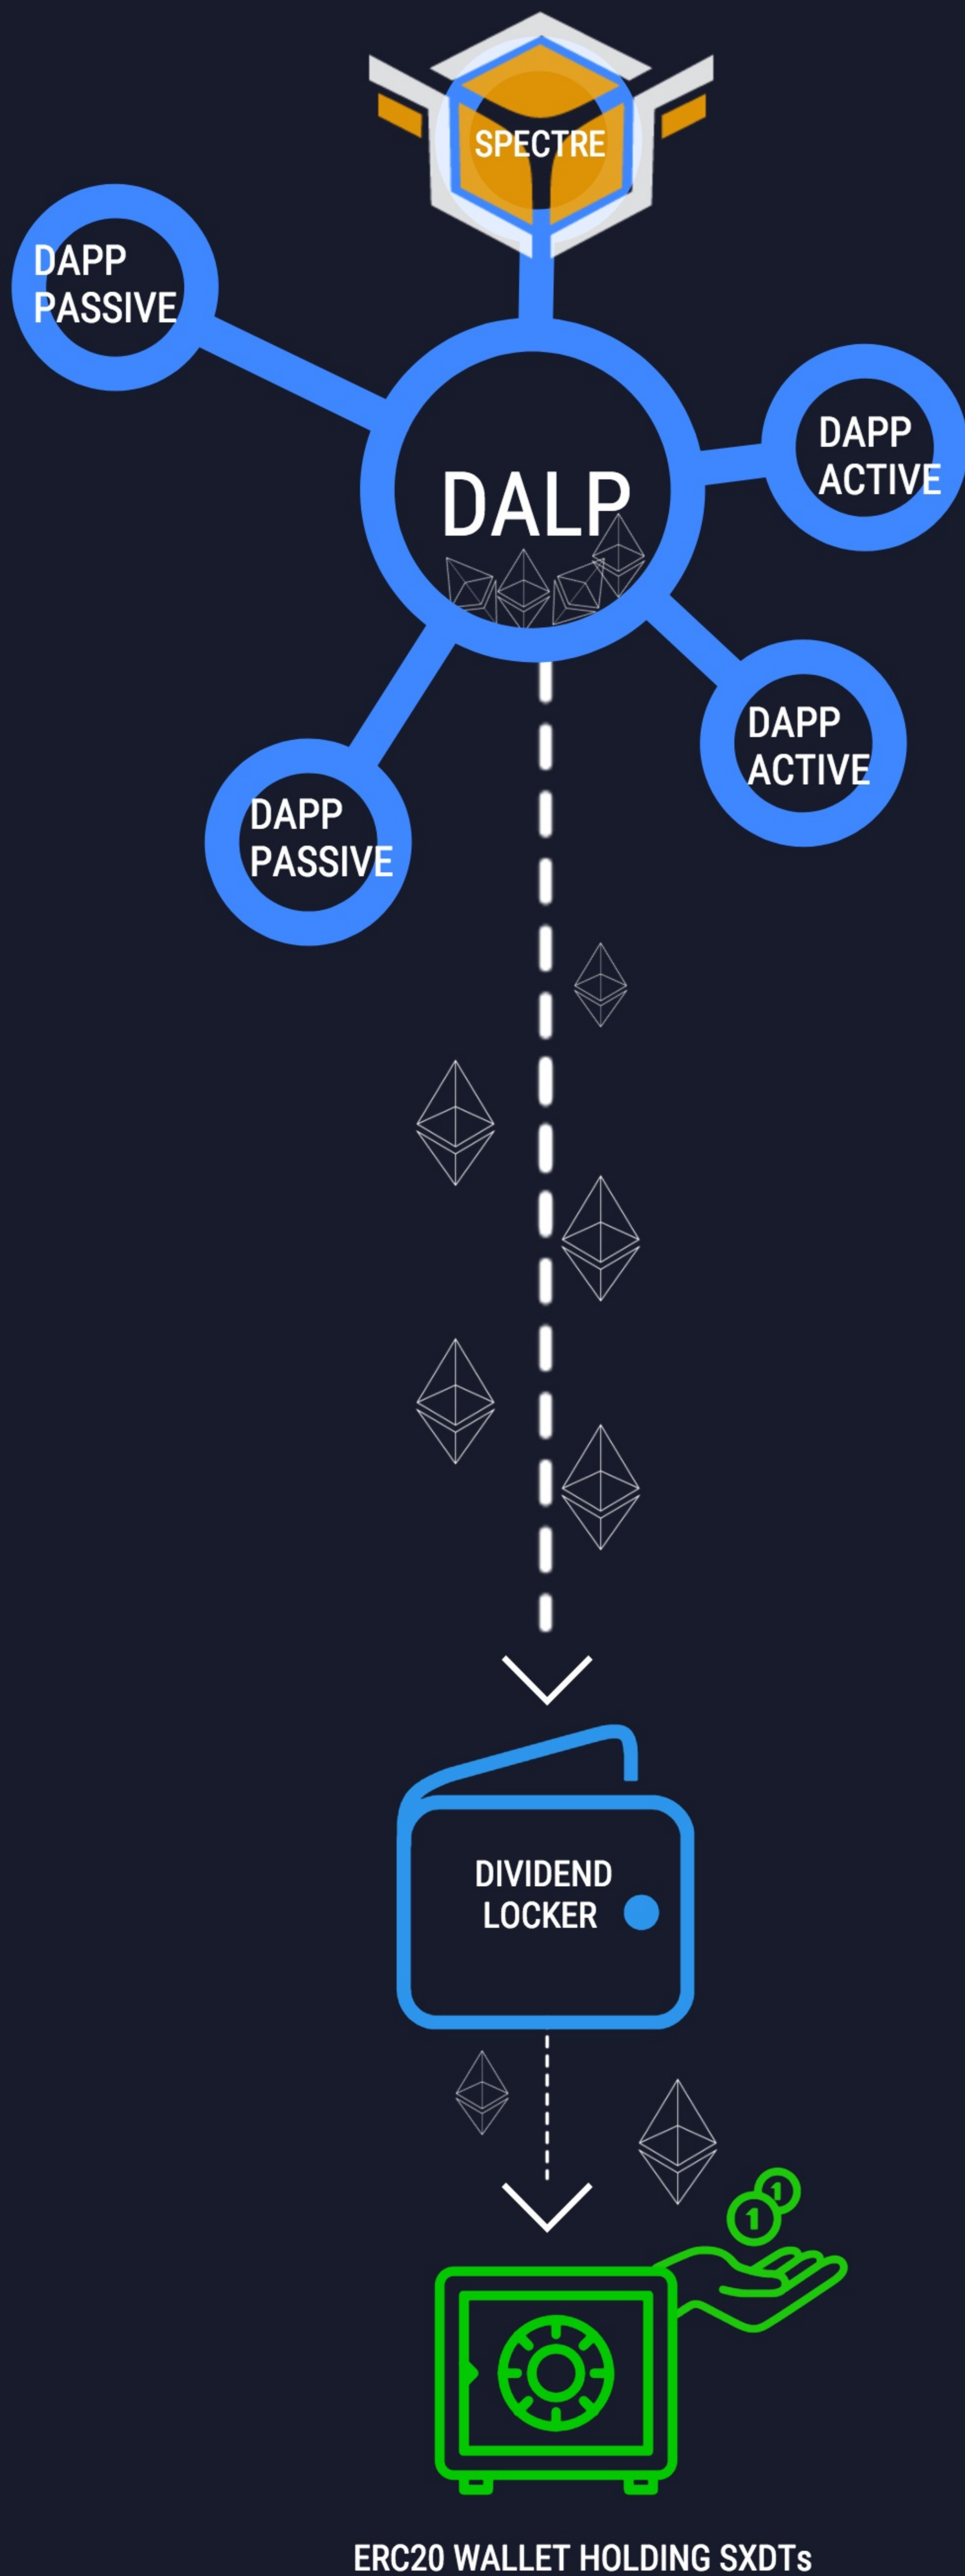 SPECTRE
DAPP
PASSIVE
DAPP
ACTIVE
DALP
DAPP
ACTIVE
DAPP
PASSIVE
DIVIDEND
LOCKER
1
1
ERC20 WALLET HOLDING SXDTs